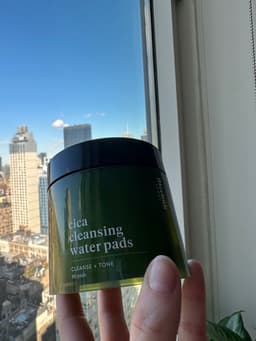 cica
cleansing
water pads
CLEANSE + TONE